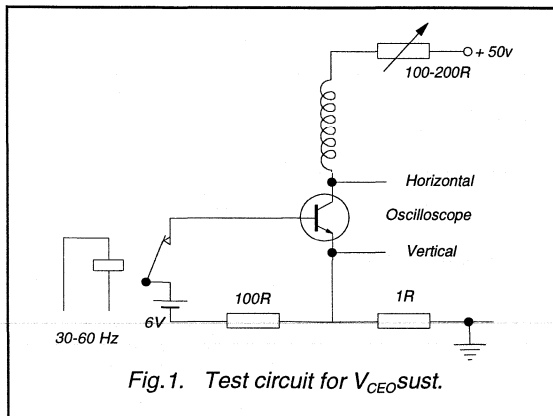 + 50v
100-200R
Horizontal
Oscilloscope
Vertical
100R
1R
6V
30-60 Hz
Fig.1. Test circuit for VCEOsust.